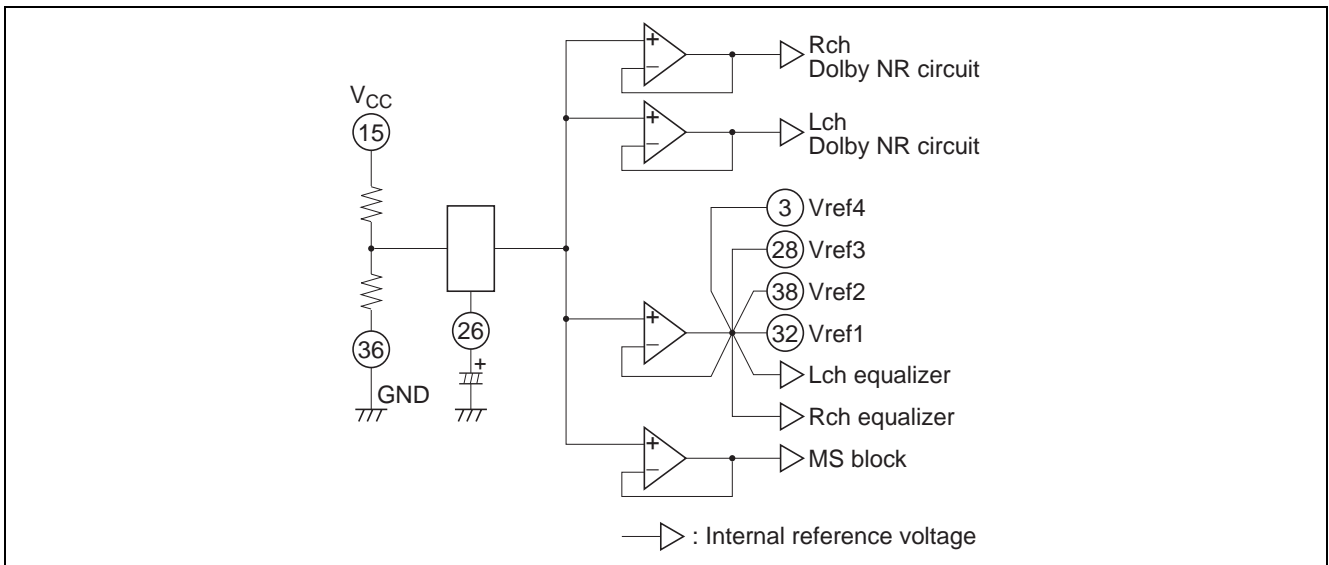 V_CC
15
36
GND
26
+
+
−
Rch
Dolby NR circuit
+
−
Lch
Dolby NR circuit
+
−
3 Vref4
28 Vref3
38 Vref2
32 Vref1
Lch equalizer
Rch equalizer
+
−
MS block
: Internal reference voltage